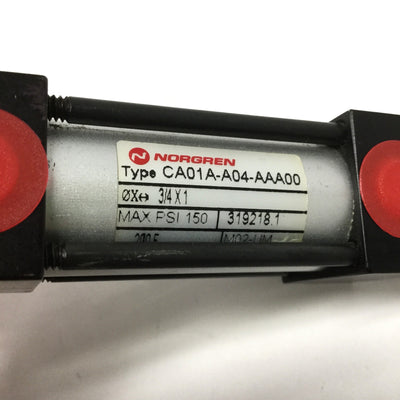 NORGREN
Type CA01A-A04-AAA00
ØX↔ 3/4 X 1
MAX PSI 150 319218.1